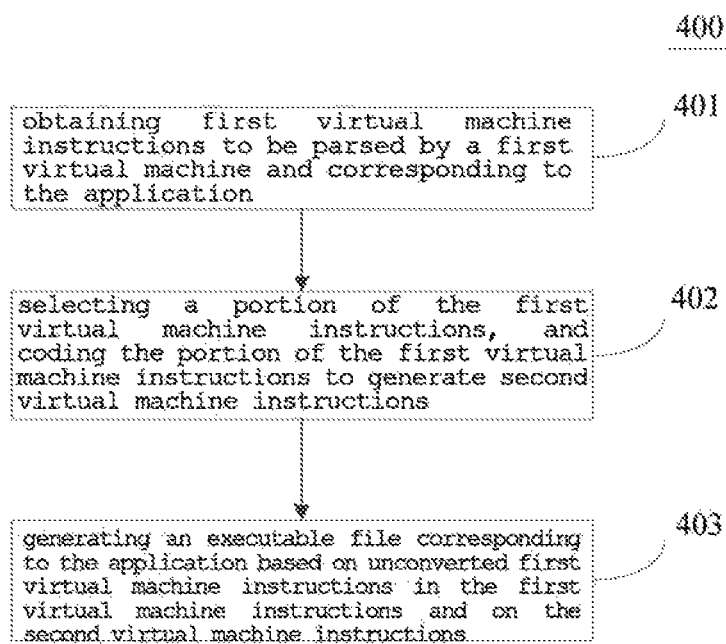 400
401
obtaining first virtual machine
instructions to be parsed by a first
virtual machine and corresponding to
the application
402
selecting a portion of the first
virtual machine instructions, and
coding the portion of the first virtual
machine instructions to generate second
virtual machine instructions
403
generating an executable file corresponding
to the application based on unconverted first
virtual machine instructions in the first
virtual machine instructions and on the
second virtual machine instructions